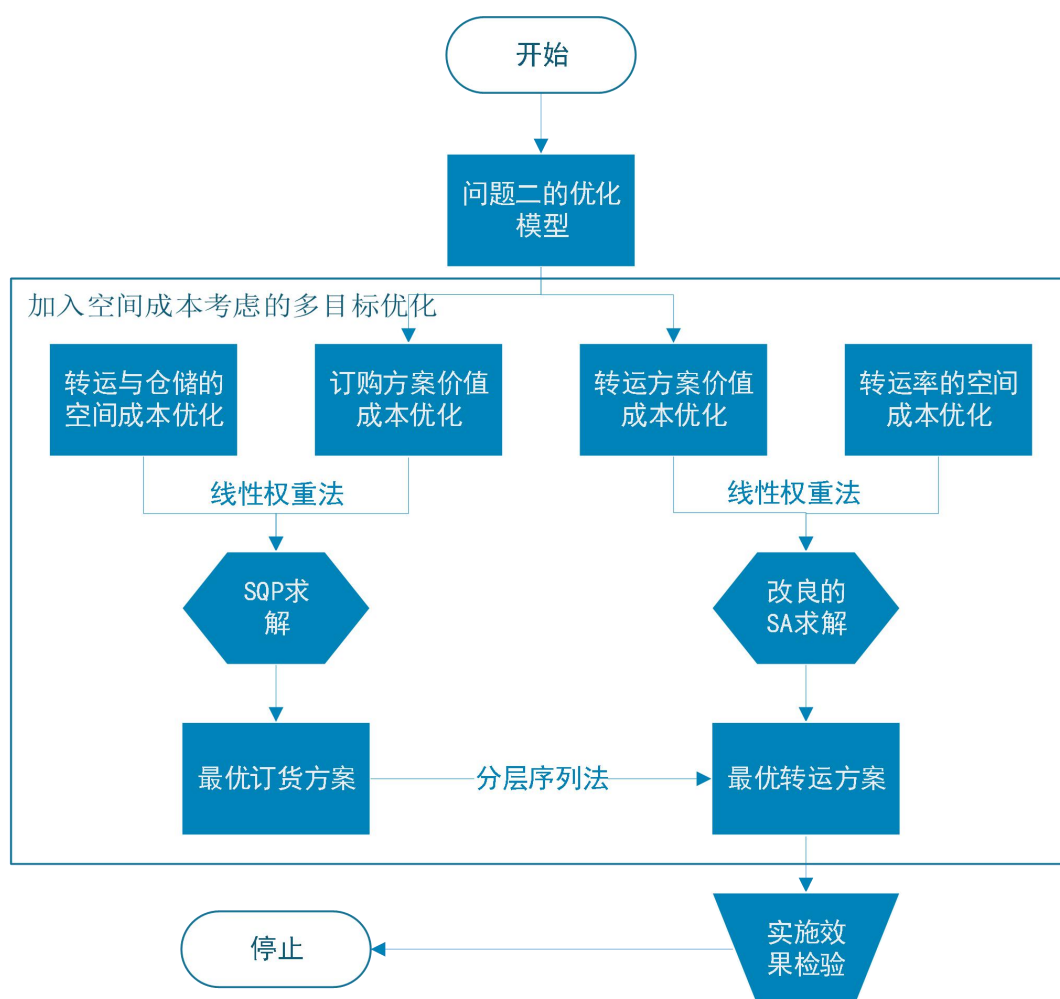 开始
问题二的优化
模型
加入空间成本考虑的多目标优化
转运与仓储的
空间成本优化
订购方案价值
成本优化
转运方案价值
成本优化
转运率的空间
成本优化
线性权重法
线性权重法
SQP求
解
改良的
SA求解
最优订货方案
分层序列法
最优转运方案
实施效
果检验
停止